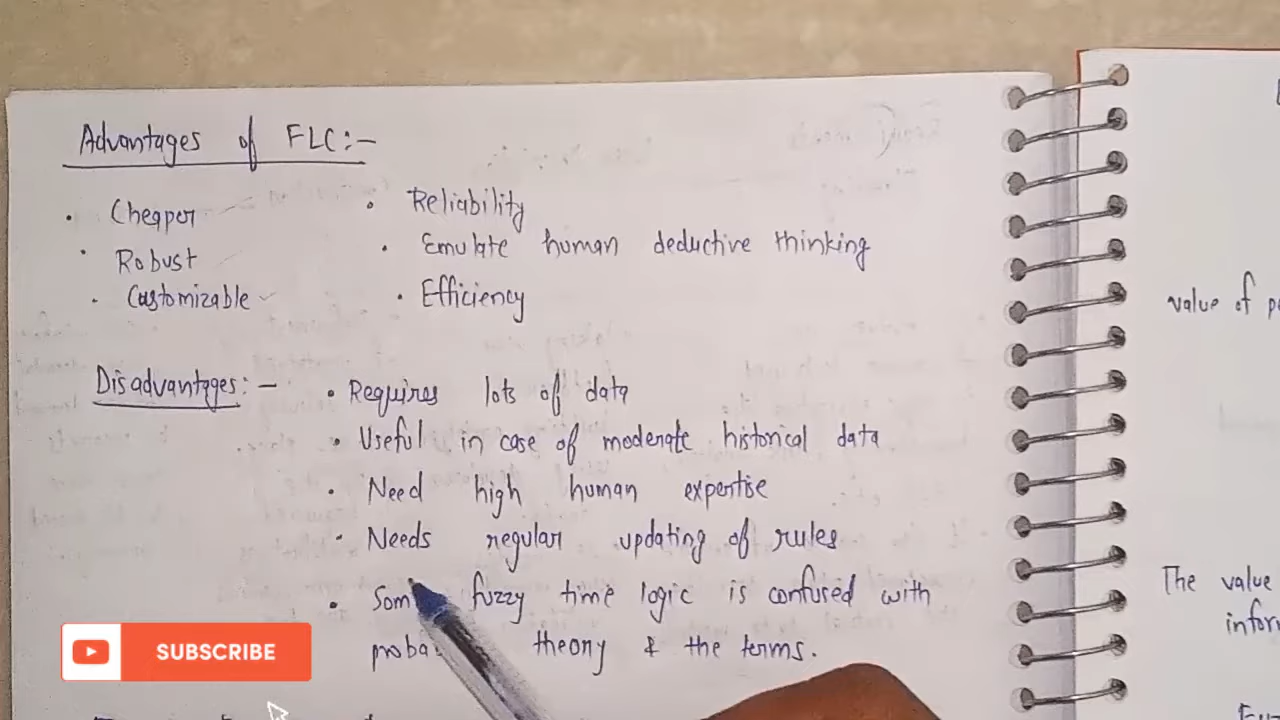 Advantages of FLC:-
• Cheaper
• Robust
• Customizable
• Reliability
• Emulate human deductive thinking
• Efficiency
Disadvantages:-
• Requires lots of data
• Useful in case of moderate historical data
• Need high human expertise
• Needs regular updating of rules
• fuzzy time logic is confused with
theory & the terms.
value of
The value
SUBSCRIBE